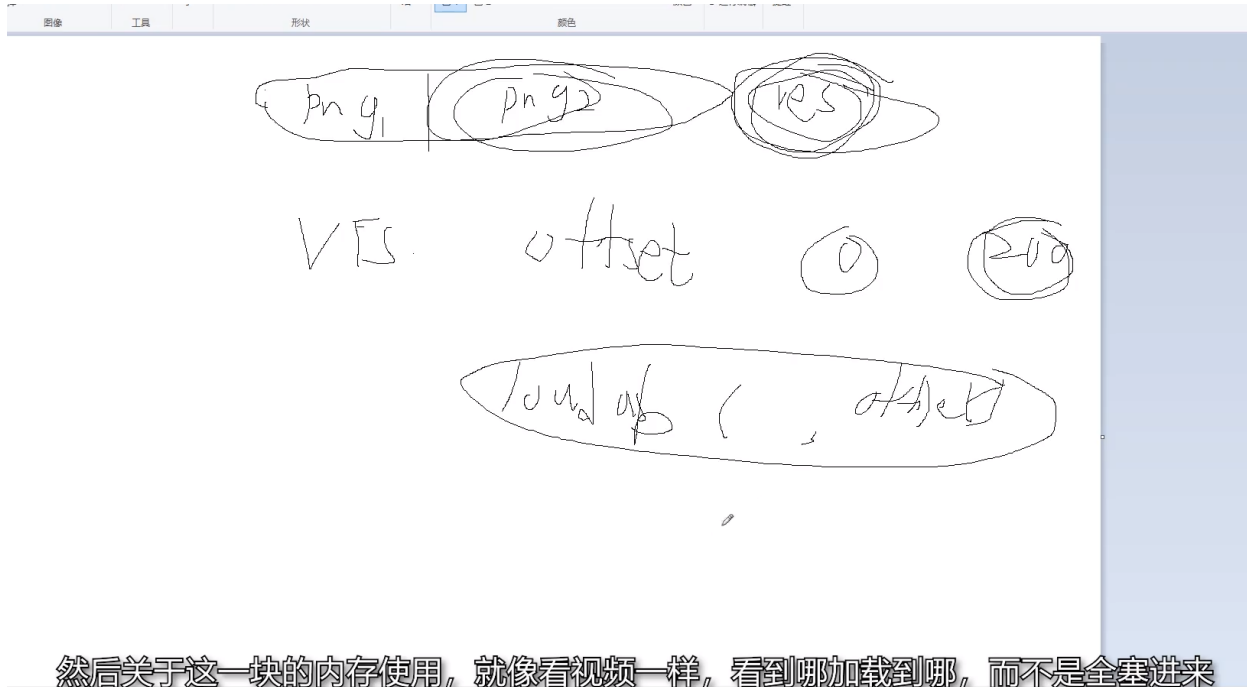 图像 工具 形状 颜色
png1 png2 res
VFS. offset 0 200
( , offset)
然后关于这一块的内存使用，就像看视频一样，看到哪加载到哪，而不是全塞进来